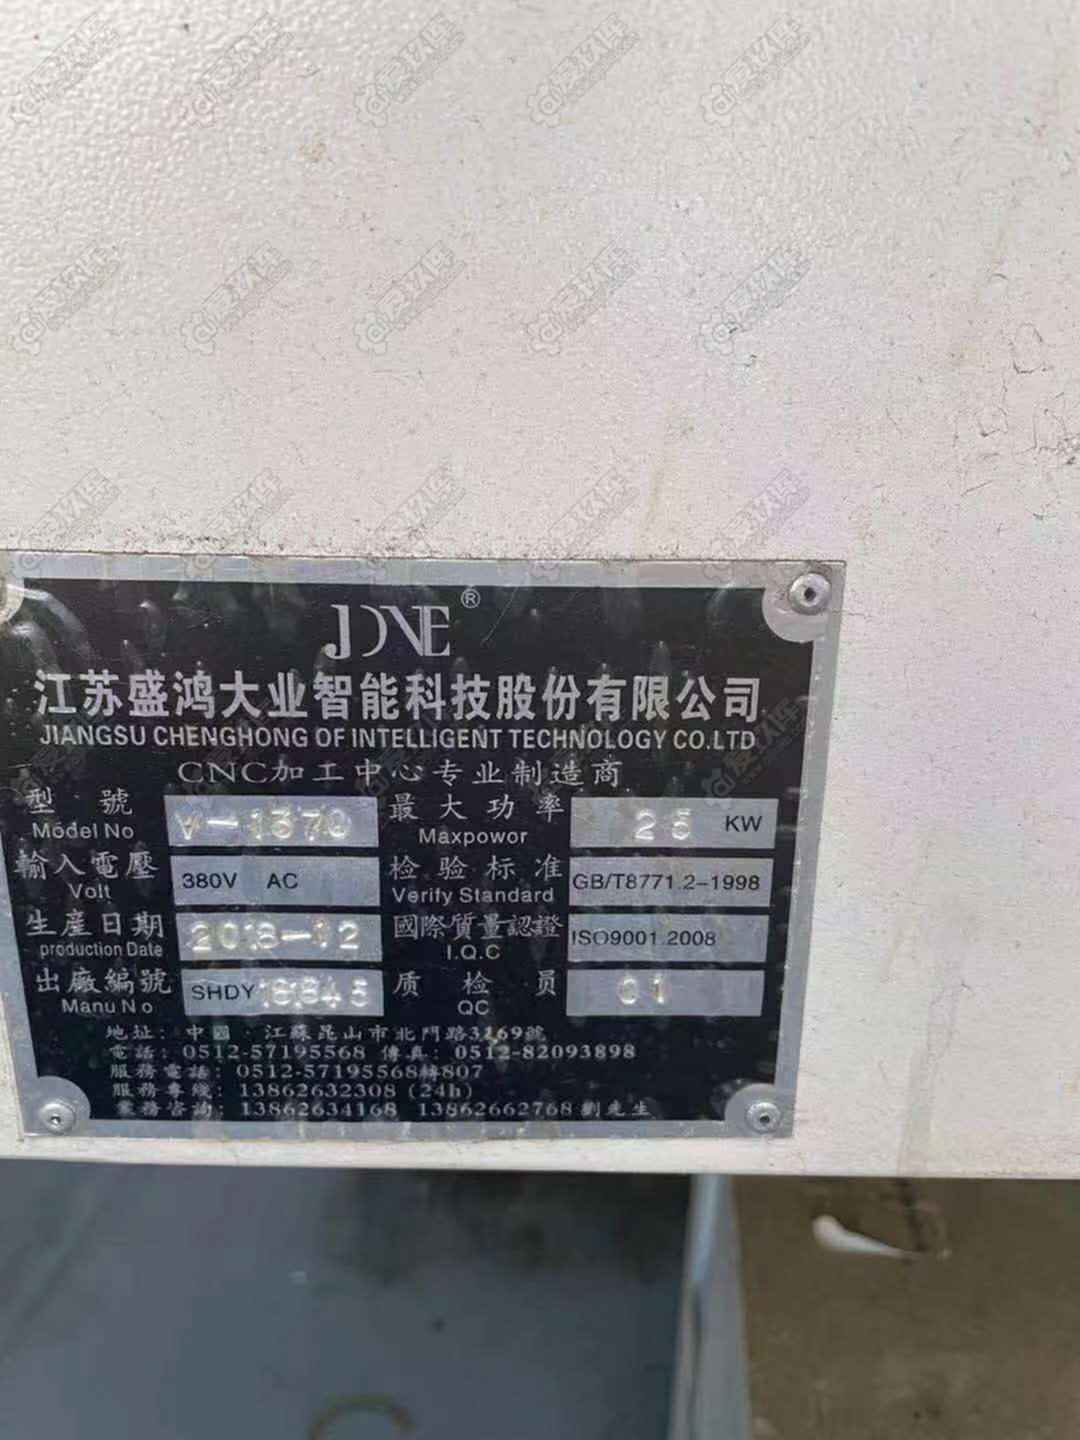 JDYE®
江苏盛鸿大业智能科技股份有限公司
JIANGSU CHENGHONG OF INTELLIGENT TECHNOLOGY CO.LTD
CNC加工中心专业制造商
型號 Model No V-1370 最大功率 Maxpowor 25 KW
輸入電壓 Volt 380V AC 检验标准 Verify Standard GB/T8771.2-1998
生産日期 production Date 2018-12 國際質量認證 I.Q.C ISO9001.2008
出廠編號 Manu No SHDY18845 质检员 QC 01
地址: 中國·江蘇昆山市北門路3169號
電話: 0512-57195568 傳真: 0512-82093898
服務電話: 0512-57195568轉807
服務專綫: 13862632308 (24h)
業務咨詢: 13862634168 13862662768 劉先生